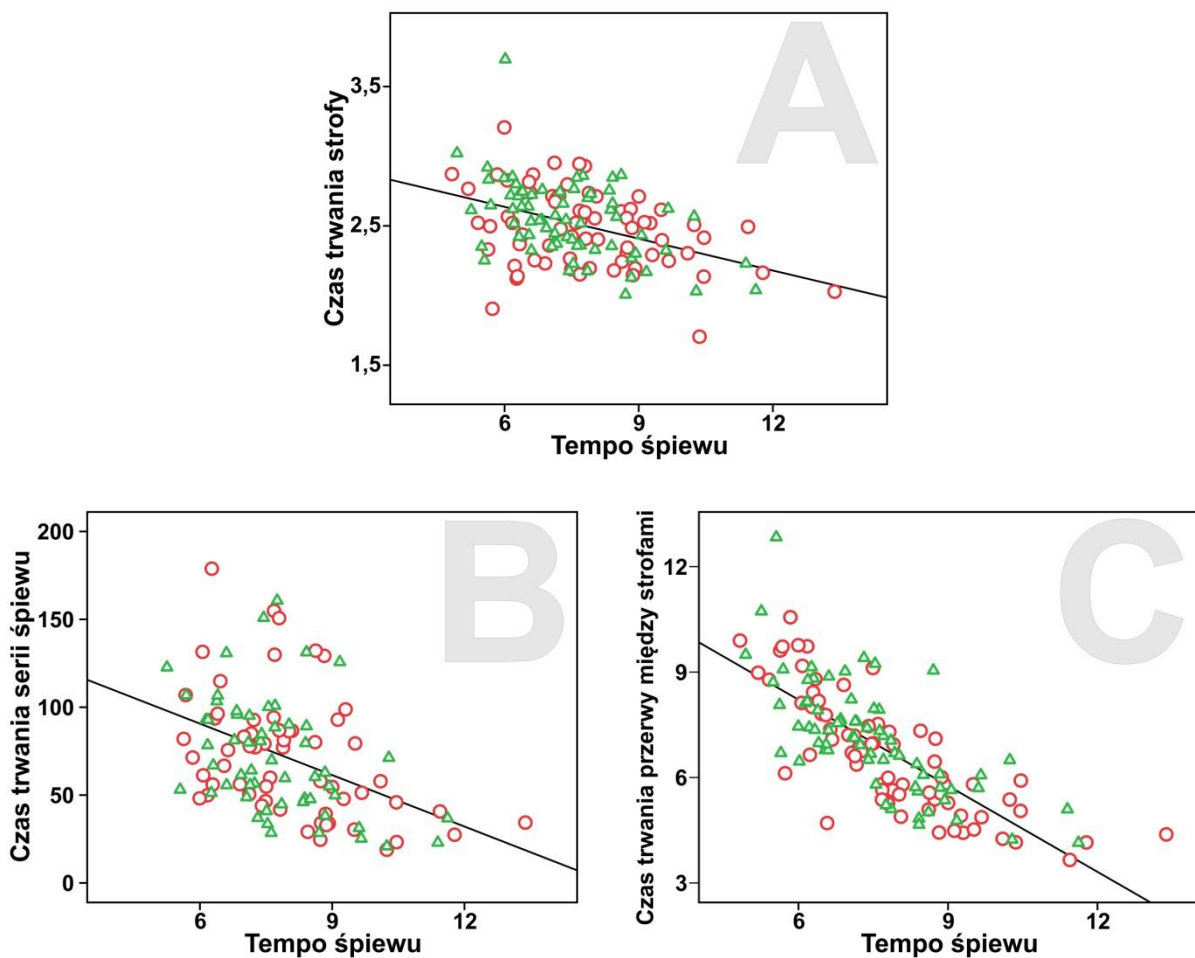 A
Czas trwania strofy
3,5
2,5
1,5
6 9 12
Tempo śpiewu
B
Czas trwania serii śpiewu
200
150
100
50
0
6 9 12
Tempo śpiewu
C
Czas trwania przerwy między strofami
12
9
6
3
6 9 12
Tempo śpiewu